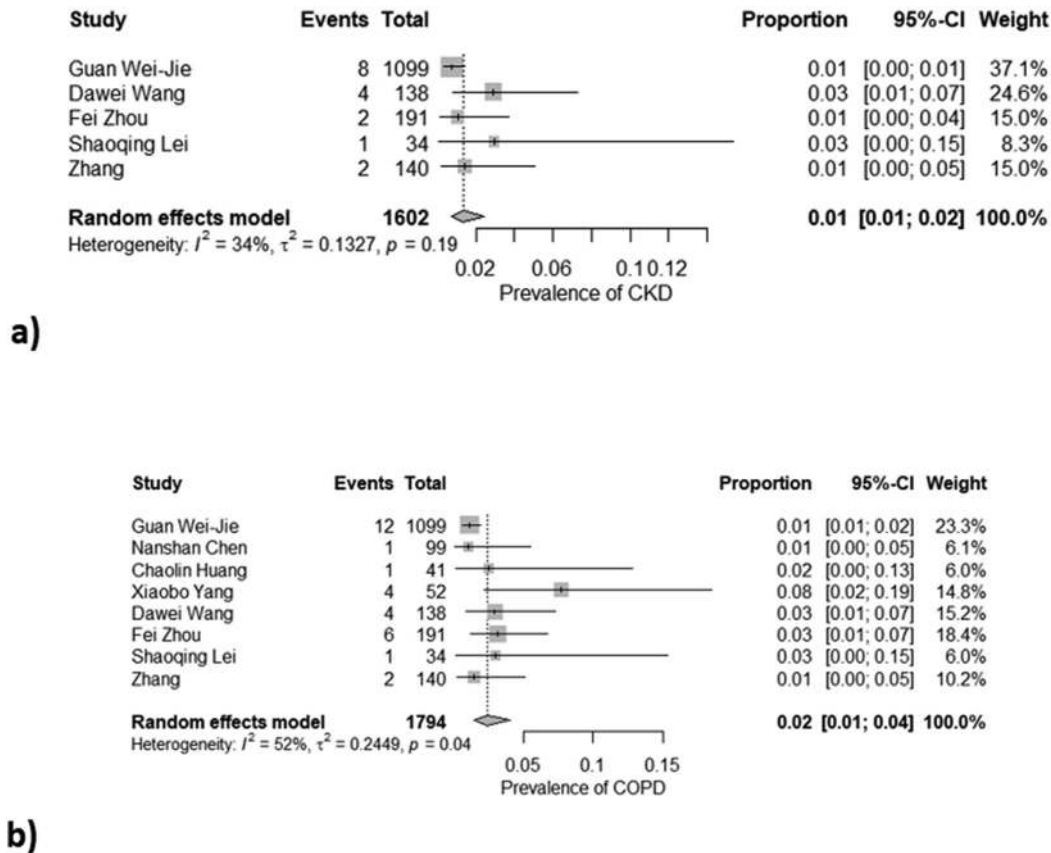 Study Events Total Proportion 95%-CI Weight
Guan Wei-Jie 8 1099 0.01 [0.00; 0.01] 37.1%
Dawei Wang 4 138 0.03 [0.01; 0.07] 24.6%
Fei Zhou 2 191 0.01 [0.00; 0.04] 15.0%
Shaoqing Lei 1 34 0.03 [0.00; 0.15] 8.3%
Zhang 2 140 0.01 [0.00; 0.05] 15.0%
Random effects model 1602 0.01 [0.01; 0.02] 100.0%
Heterogeneity: I² = 34%, τ² = 0.1327, p = 0.19
0.02 0.06 0.1 0.12
Prevalence of CKD
a)
Study Events Total Proportion 95%-CI Weight
Guan Wei-Jie 12 1099 0.01 [0.01; 0.02] 23.3%
Nanshan Chen 1 99 0.01 [0.00; 0.05] 6.1%
Chaolin Huang 1 41 0.02 [0.00; 0.13] 6.0%
Xiaobo Yang 4 52 0.08 [0.02; 0.19] 14.8%
Dawei Wang 4 138 0.03 [0.01; 0.07] 15.2%
Fei Zhou 6 191 0.03 [0.01; 0.07] 18.4%
Shaoqing Lei 1 34 0.03 [0.00; 0.15] 6.0%
Zhang 2 140 0.01 [0.00; 0.05] 10.2%
Random effects model 1794 0.02 [0.01; 0.04] 100.0%
Heterogeneity: I² = 52%, τ² = 0.2449, p = 0.04
0.05 0.1 0.15
Prevalence of COPD
b)